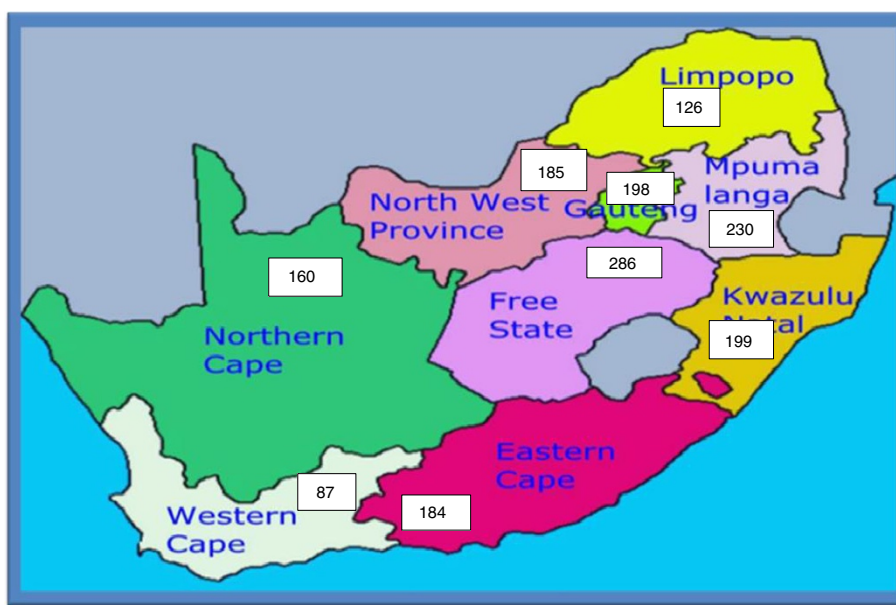 Limpopo
126
185
Mpuma
langa
198
Gauteng
North West
Province
230
286
160
Free
State
Kwazulu
Natal
199
Northern
Cape
Eastern
Cape
87
184
Western
Cape